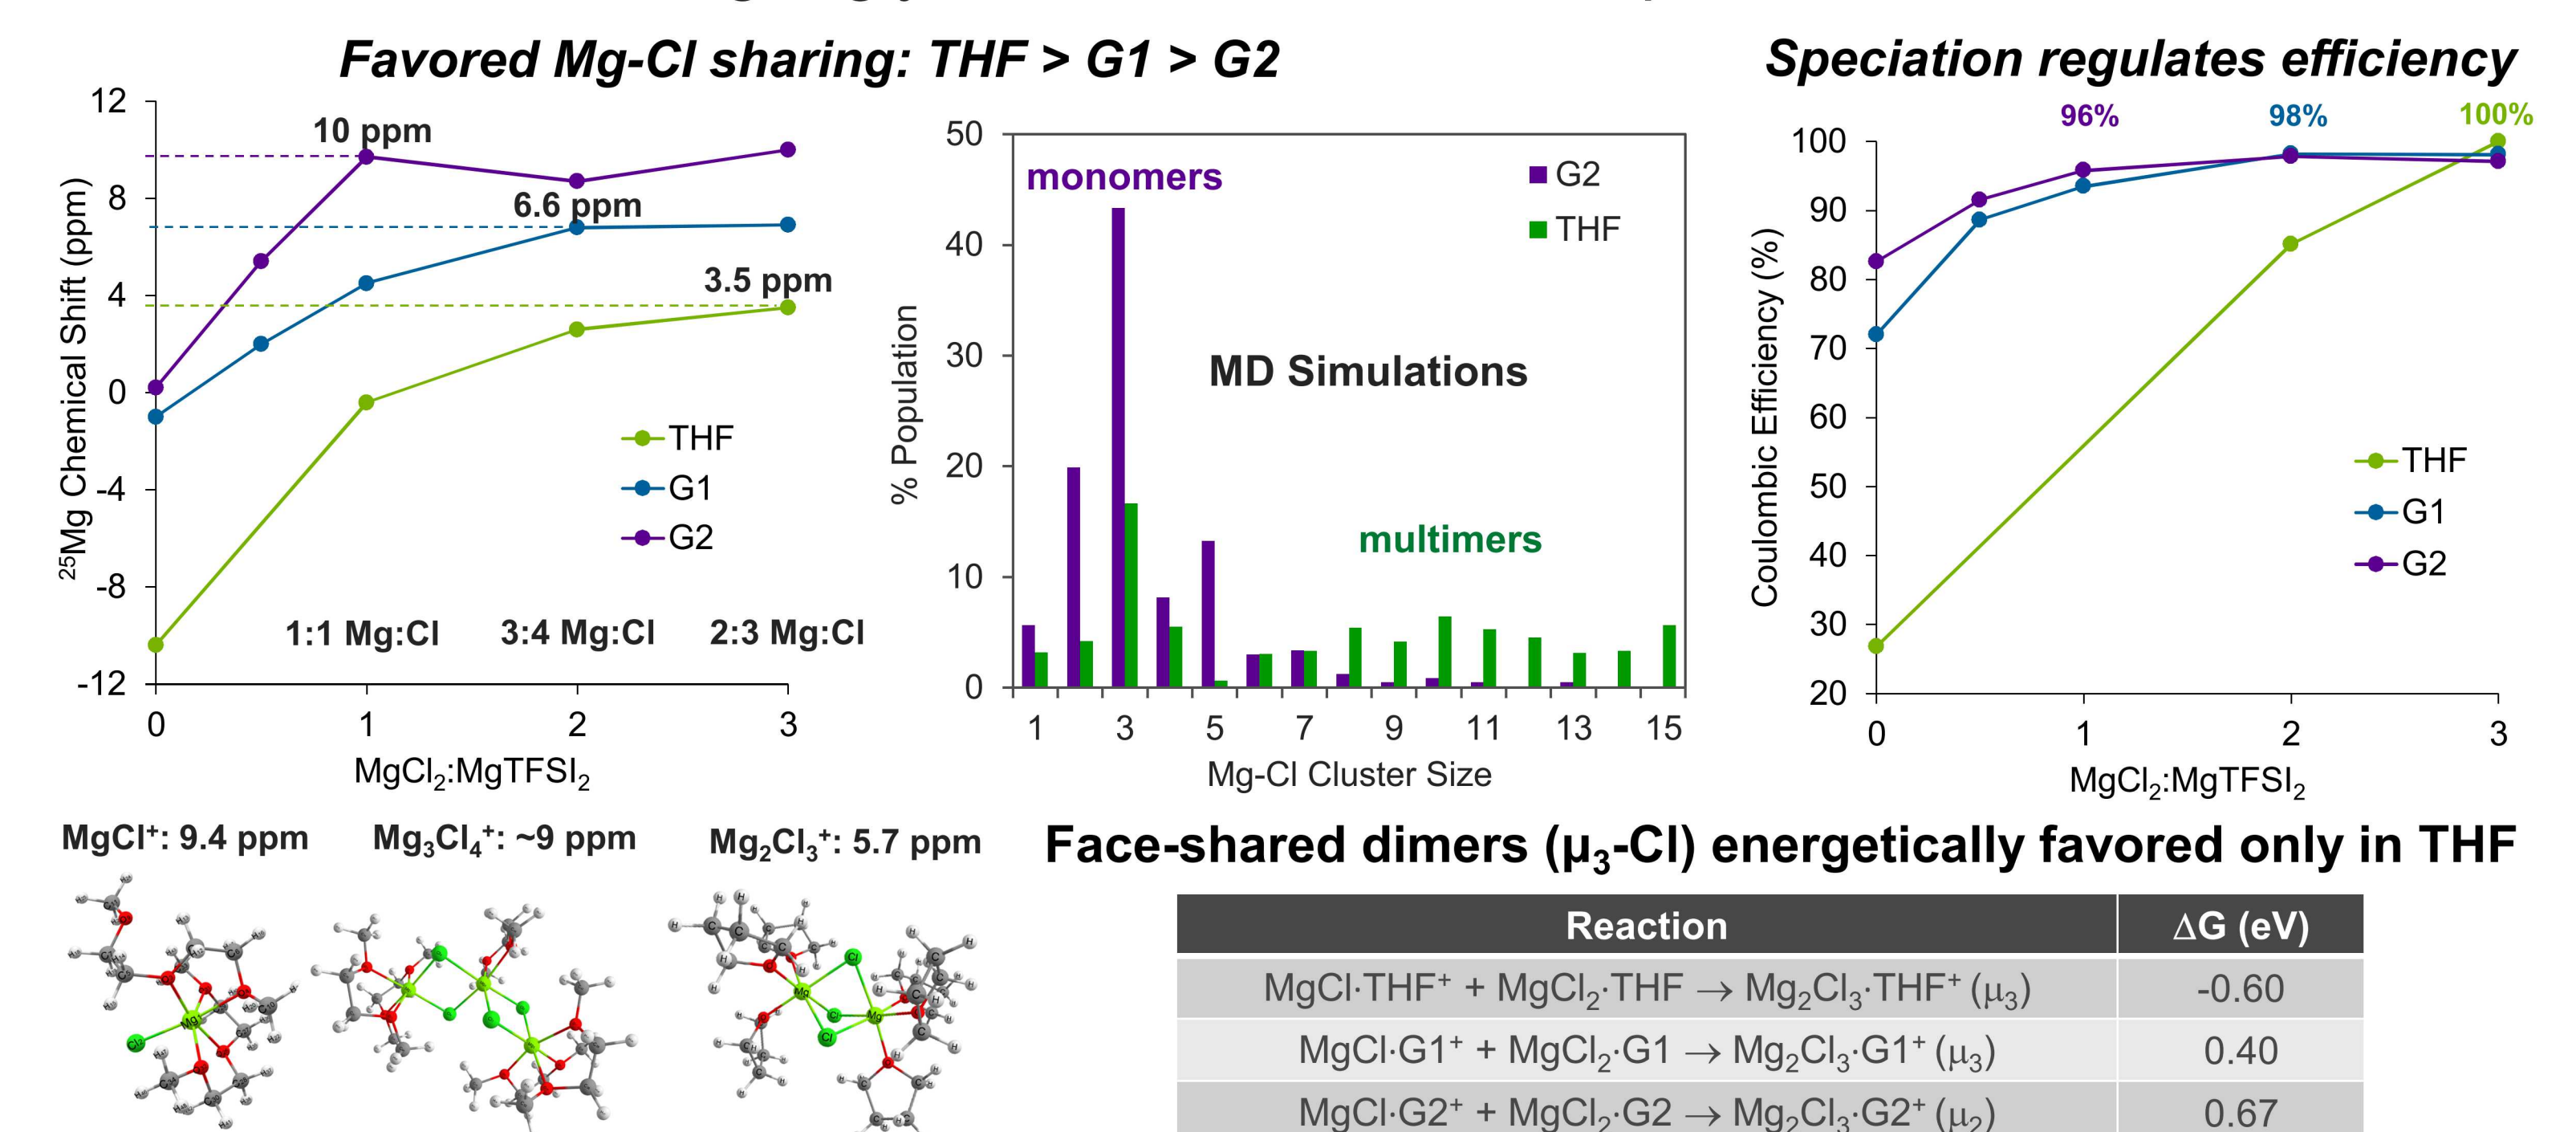 Favored Mg-Cl sharing: THF > G1 > G2
Speciation regulates efficiency
12
8
4
0
-4
-8
-12
²⁵Mg Chemical Shift (ppm)
10 ppm
6.6 ppm
3.5 ppm
THF
G1
G2
1:1 Mg:Cl
3:4 Mg:Cl
2:3 Mg:Cl
0
1
2
3
MgCl₂:MgTFSI₂
50
40
30
20
10
0
% Population
monomers
G2
THF
MD Simulations
multimers
1
3
5
7
9
11
13
15
Mg-Cl Cluster Size
96%
98%
100%
100
90
80
70
60
50
40
30
20
Coulombic Efficiency (%)
THF
G1
G2
0
1
2
3
MgCl₂:MgTFSI₂
MgCl⁺: 9.4 ppm
Mg₃Cl₄⁺: ~9 ppm
Mg₂Cl₃⁺: 5.7 ppm
Face-shared dimers (μ₃-Cl) energetically favored only in THF
Reaction
ΔG (eV)
MgCl·THF⁺ + MgCl₂·THF → Mg₂Cl₃·THF⁺ (μ₃)
-0.60
MgCl·G1⁺ + MgCl₂·G1 → Mg₂Cl₃·G1⁺ (μ₃)
0.40
MgCl·G2⁺ + MgCl₂·G2 → Mg₂Cl₃·G2⁺ (μ₂)
0.67